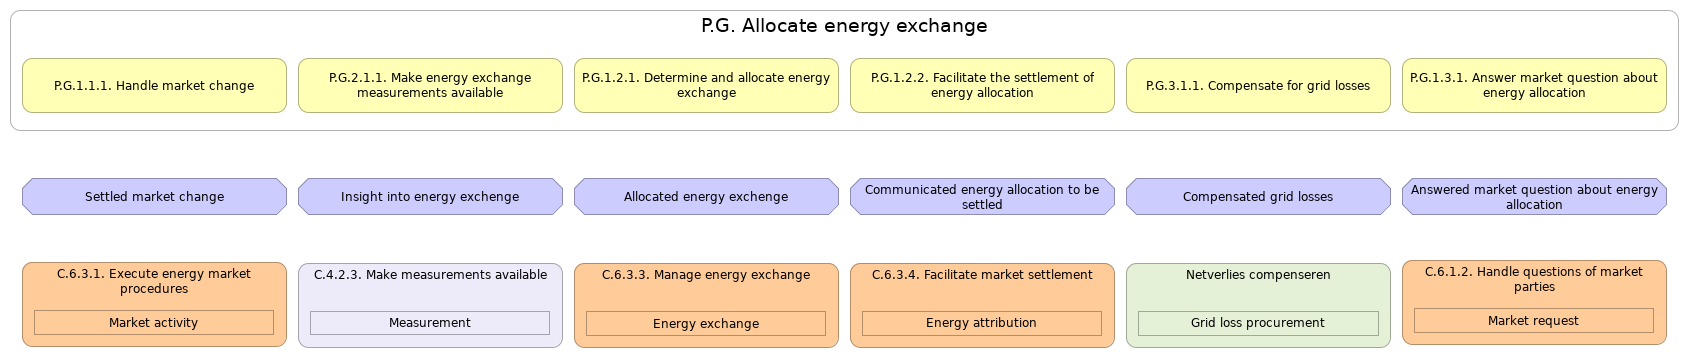 P.G. Allocate energy exchange
P.G.1.1.1. Handle market change
P.G.2.1.1. Make energy exchange
measurements available
P.G.1.2.1. Determine and allocate energy
exchange
P.G.1.2.2. Facilitate the settlement of
energy allocation
P.G.3.1.1. Compensate for grid losses
P.G.1.3.1. Answer market question about
energy allocation
Settled market change
Insight into energy exchenge
Allocated energy exchenge
Communicated energy allocation to be
settled
Compensated grid losses
Answered market question about energy
allocation
C.6.3.1. Execute energy market
procedures
Market activity
C.4.2.3. Make measurements available
Measurement
C.6.3.3. Manage energy exchange
Energy exchange
C.6.3.4. Facilitate market settlement
Energy attribution
Netverlies compenseren
Grid loss procurement
C.6.1.2. Handle questions of market
parties
Market request